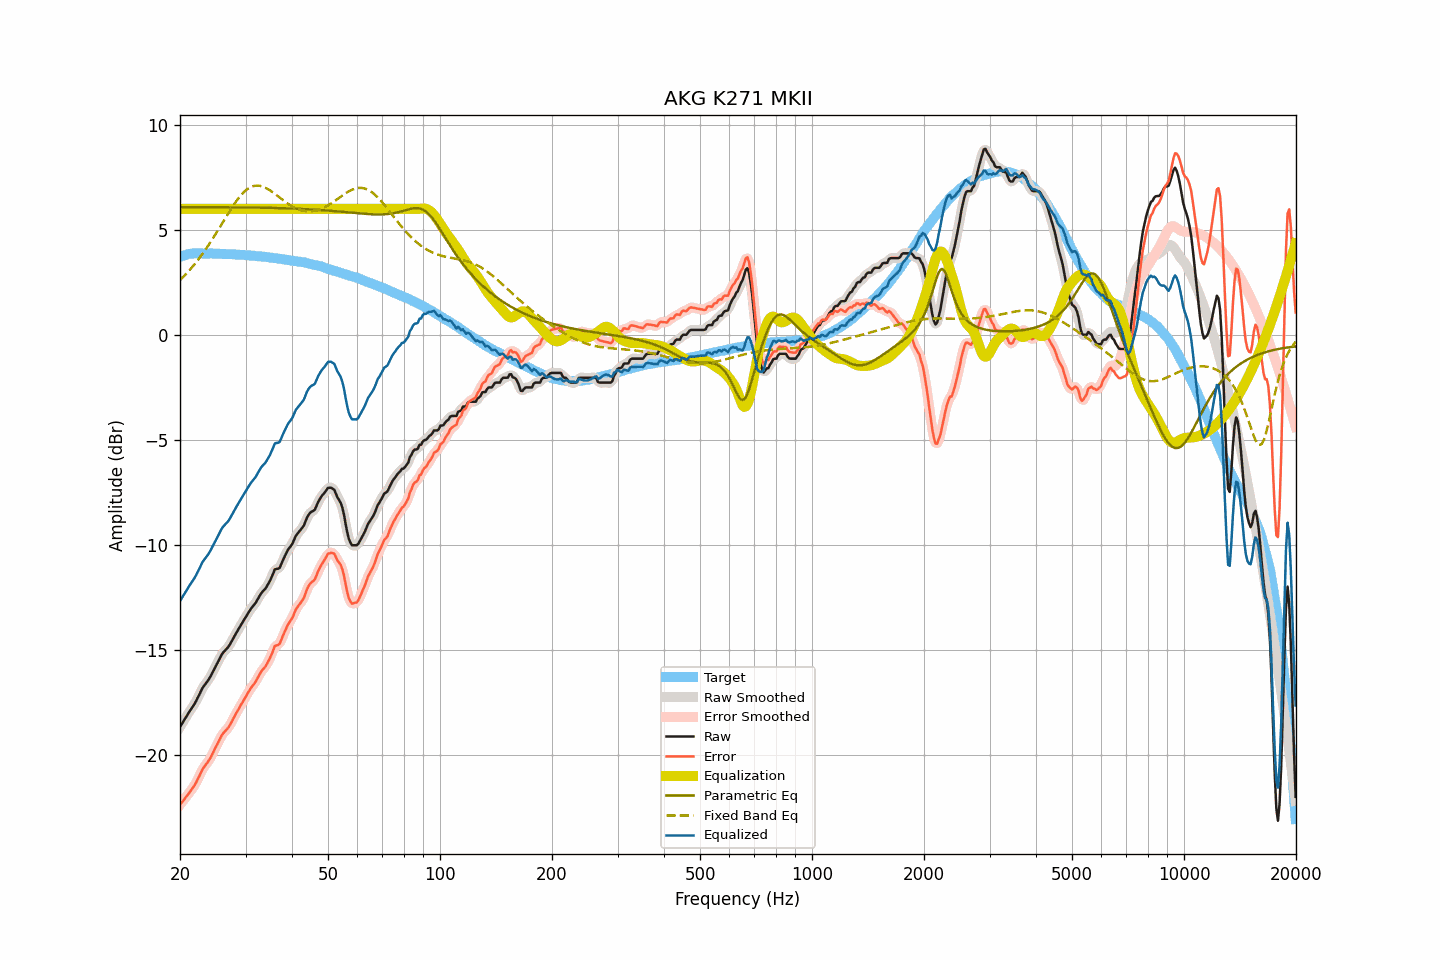 AKG K271 MKII
10
5
0
−5
−10
−15
−20
Amplitude (dBr)
Target
Raw Smoothed
Error Smoothed
Raw
Error
Equalization
Parametric Eq
Fixed Band Eq
Equalized
20 50 100 200 500 1000 2000 5000 10000 20000
Frequency (Hz)